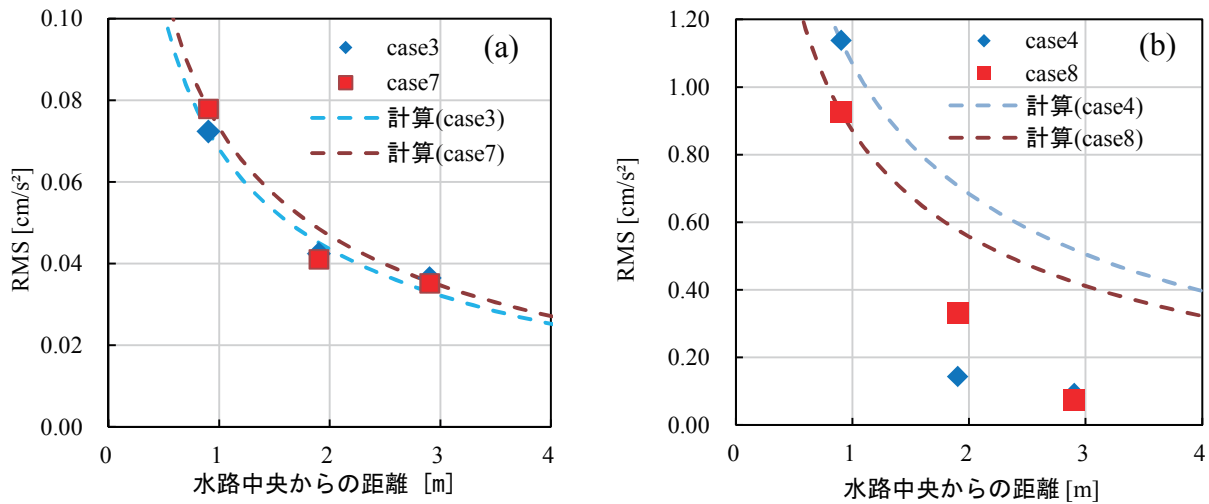 0.10
0.08
0.06
0.04
0.02
0.00
RMS [cm/s²]
0
1
2
3
4
水路中央からの距離 [m]
(a)
case3
case7
計算(case3)
計算(case7)
1.20
1.00
0.80
0.60
0.40
0.20
0.00
RMS [cm/s²]
0
1
2
3
4
水路中央からの距離 [m]
(b)
case4
case8
計算(case4)
計算(case8)